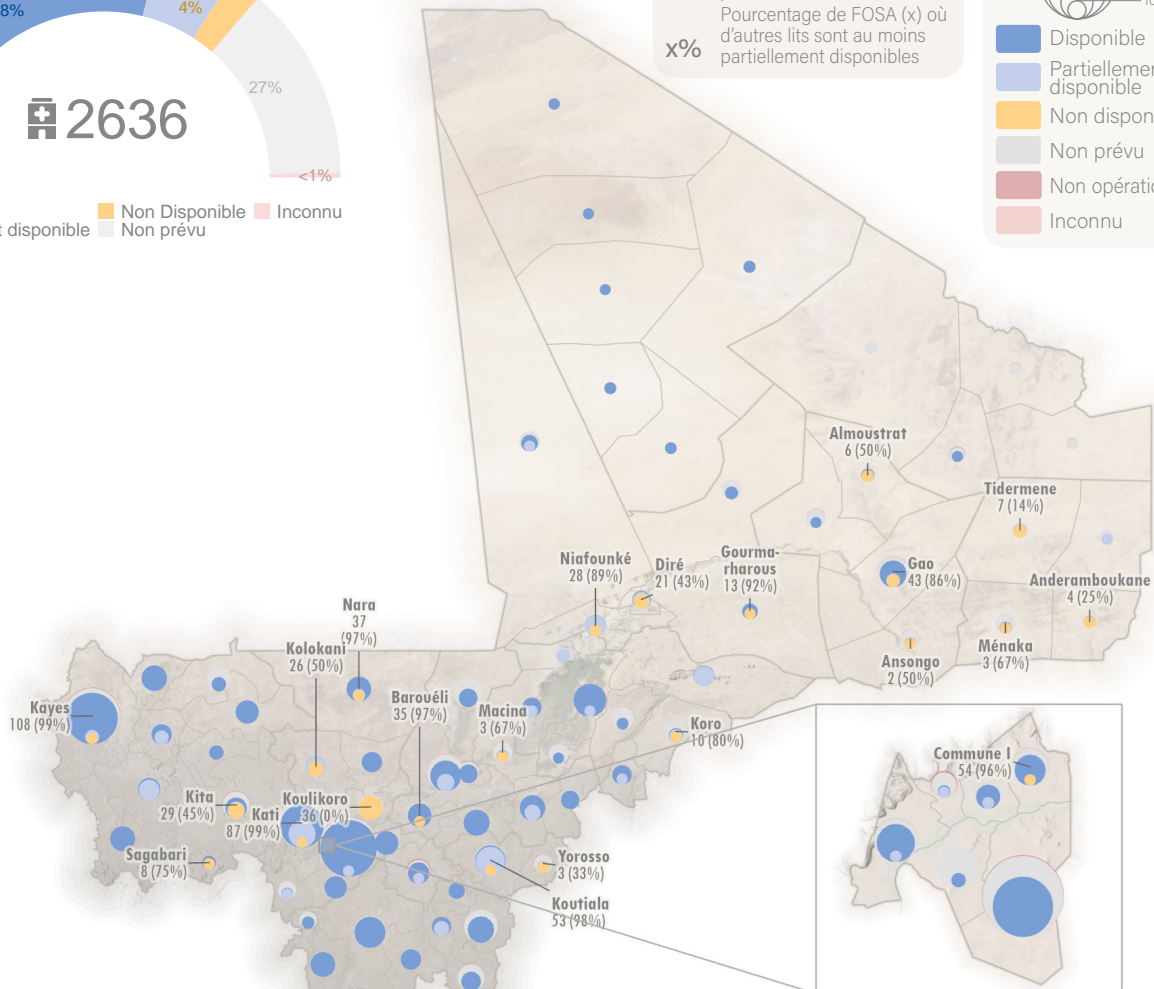 8%
4%
27%
2636
<1%
Non Disponible
Inconnu
t disponible
Non prévu
Pourcentage de FOSA (x) où
x%
d'autres lits sont au moins
partiellement disponibles
Disponible
Partiellemen
disponible
Non dispon
Non prévu
Non opératio
Inconnu
Almoustrat
6 (50%)
Tidermene
7 (14%)
Niafounké
28 (89%)
Diré
21 (43%)
Gourma-
rharous
13 (92%)
Gao
43 (86%)
Anderamboukane
4 (25%)
Ménaka
3 (67%)
Ansongo
2 (50%)
Nara
37
(97%)
Kolokani
26 (50%)
Barouéli
35 (97%)
Macina
3 (67%)
Koro
10 (80%)
Kayes
108 (99%)
Kita
29 (45%)
Kati
87 (99%)
Koulikoro
36 (0%)
Sagabari
8 (75%)
Yorosso
3 (33%)
Koutiala
53 (98%)
Commune I
54 (96%)